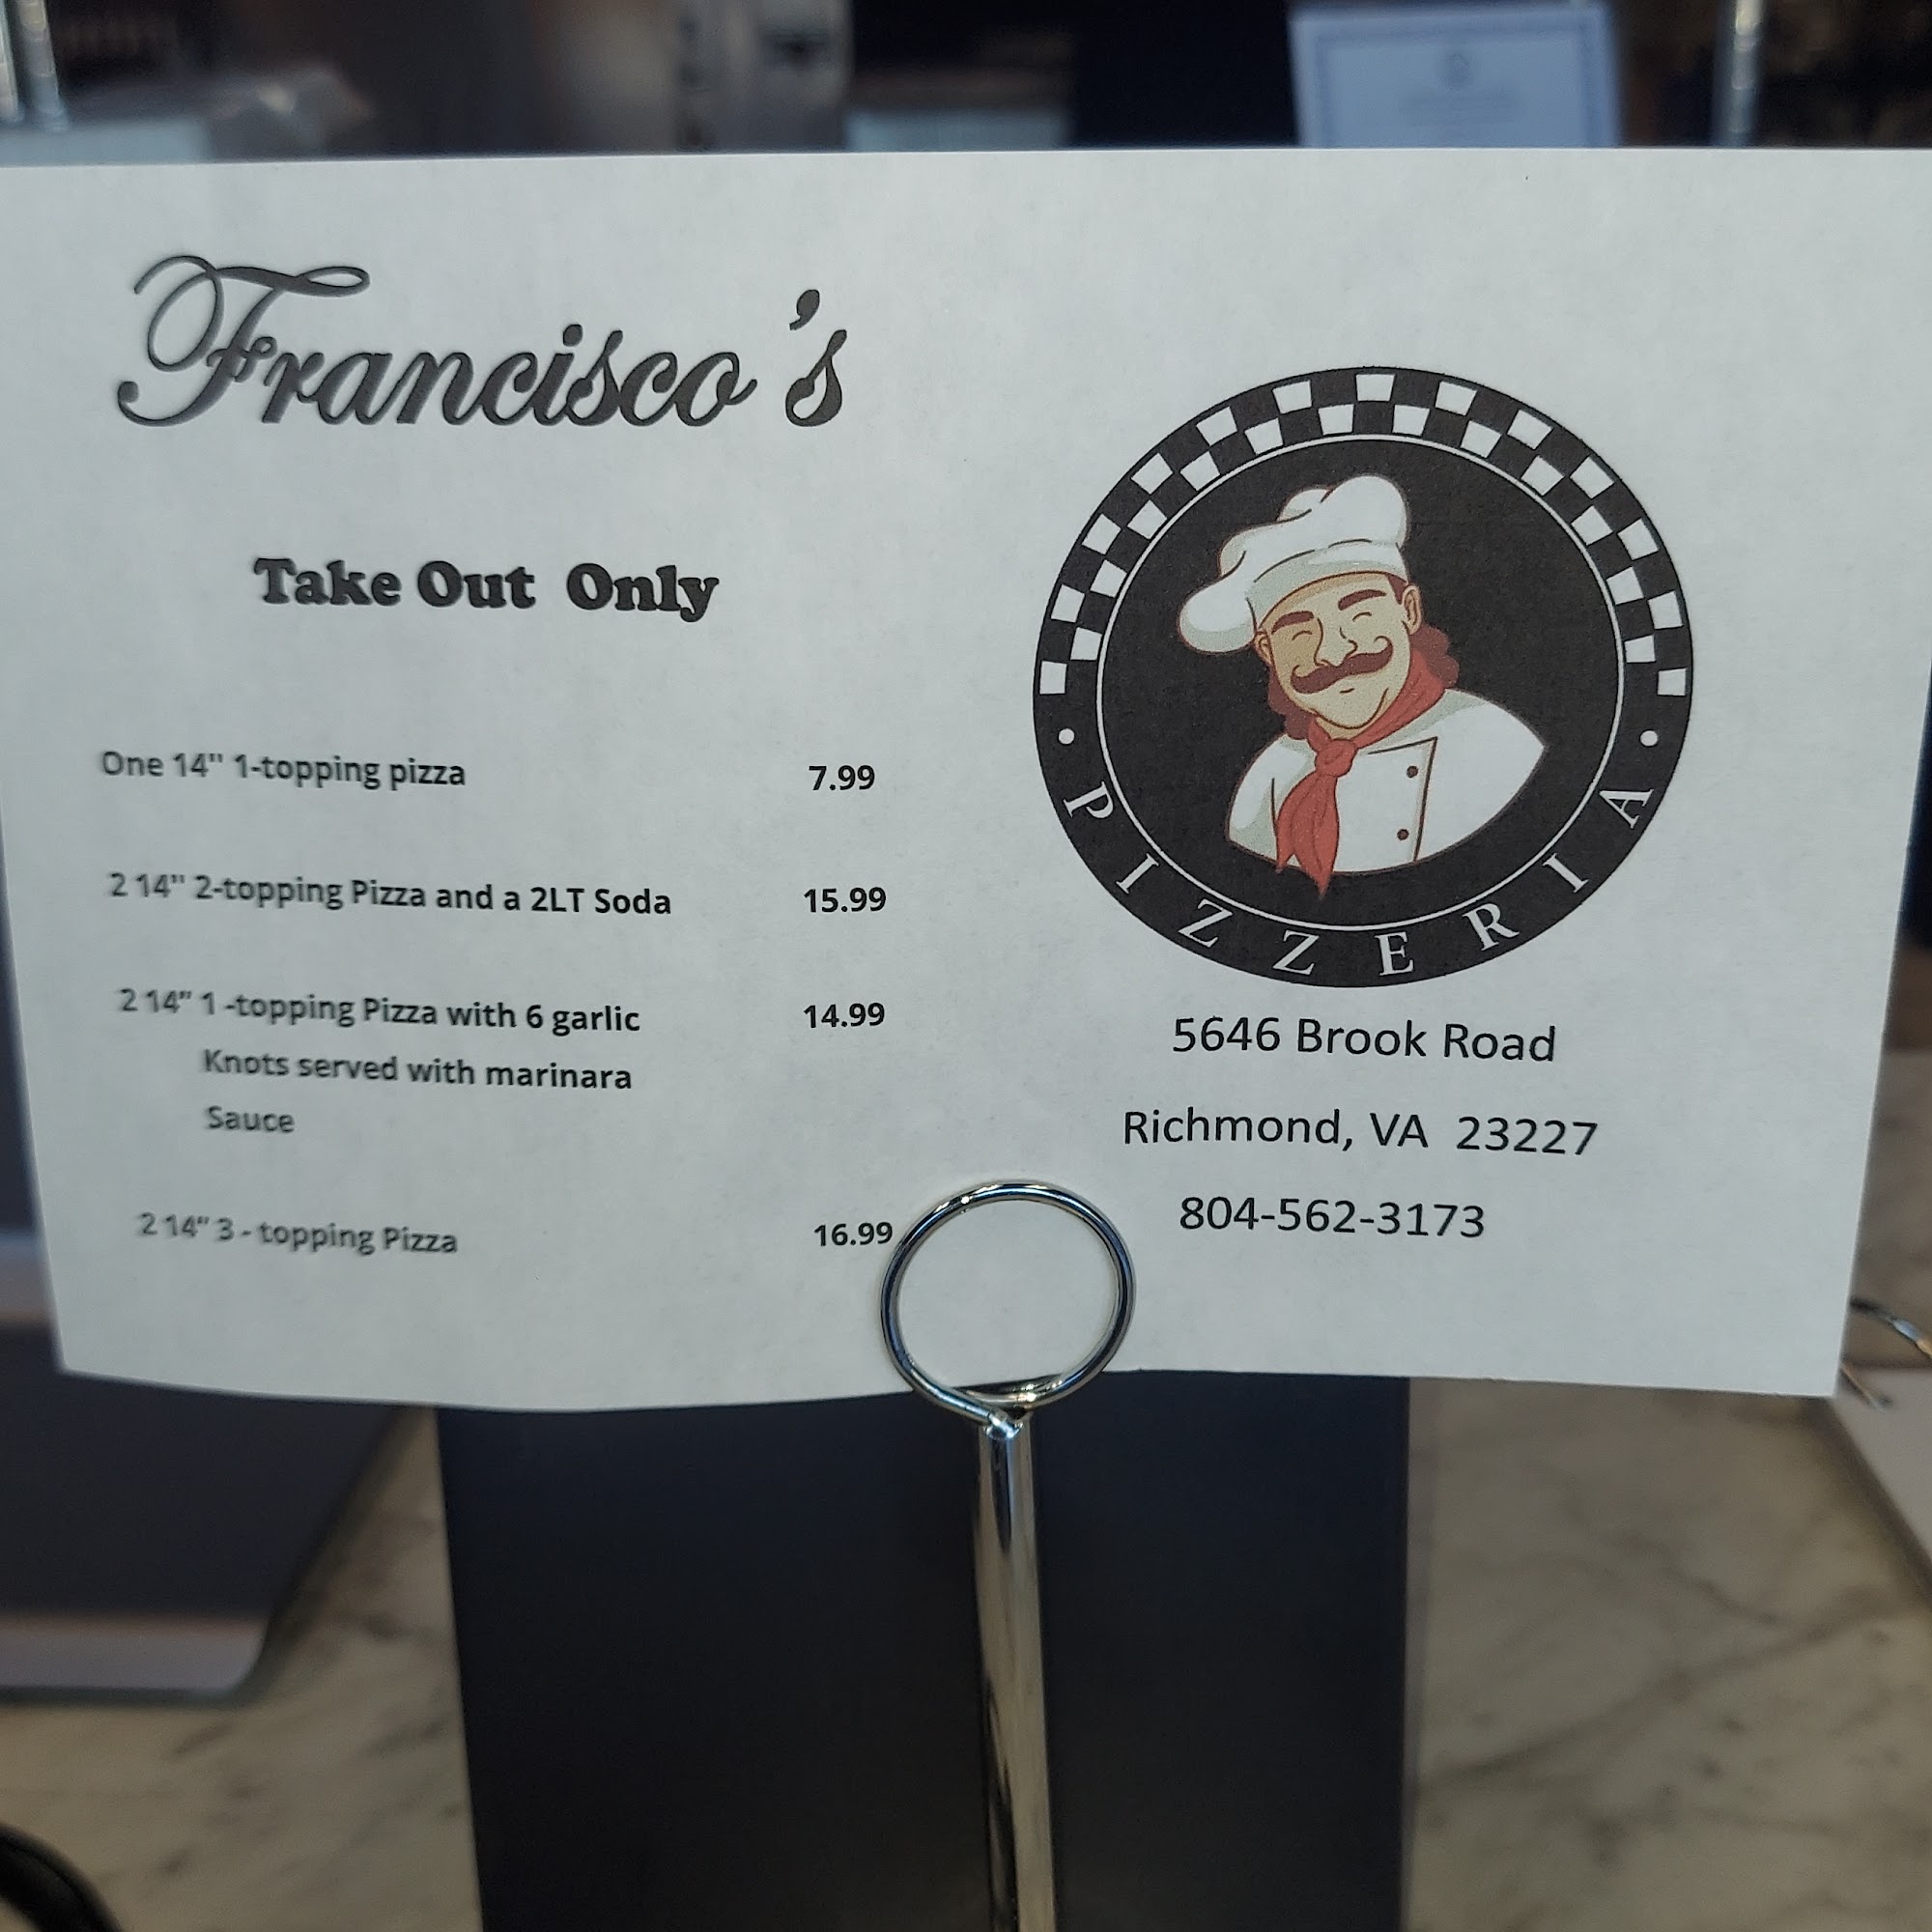 Francisco's
Take Out Only
One 14" 1-topping pizza 7.99
2 14" 2-topping Pizza and a 2LT Soda 15.99
2 14" 1 -topping Pizza with 6 garlic 14.99
Knots served with marinara
Sauce
2 14" 3 - topping Pizza 16.99
• PIZZERIA •
5646 Brook Road
Richmond, VA 23227
804-562-3173